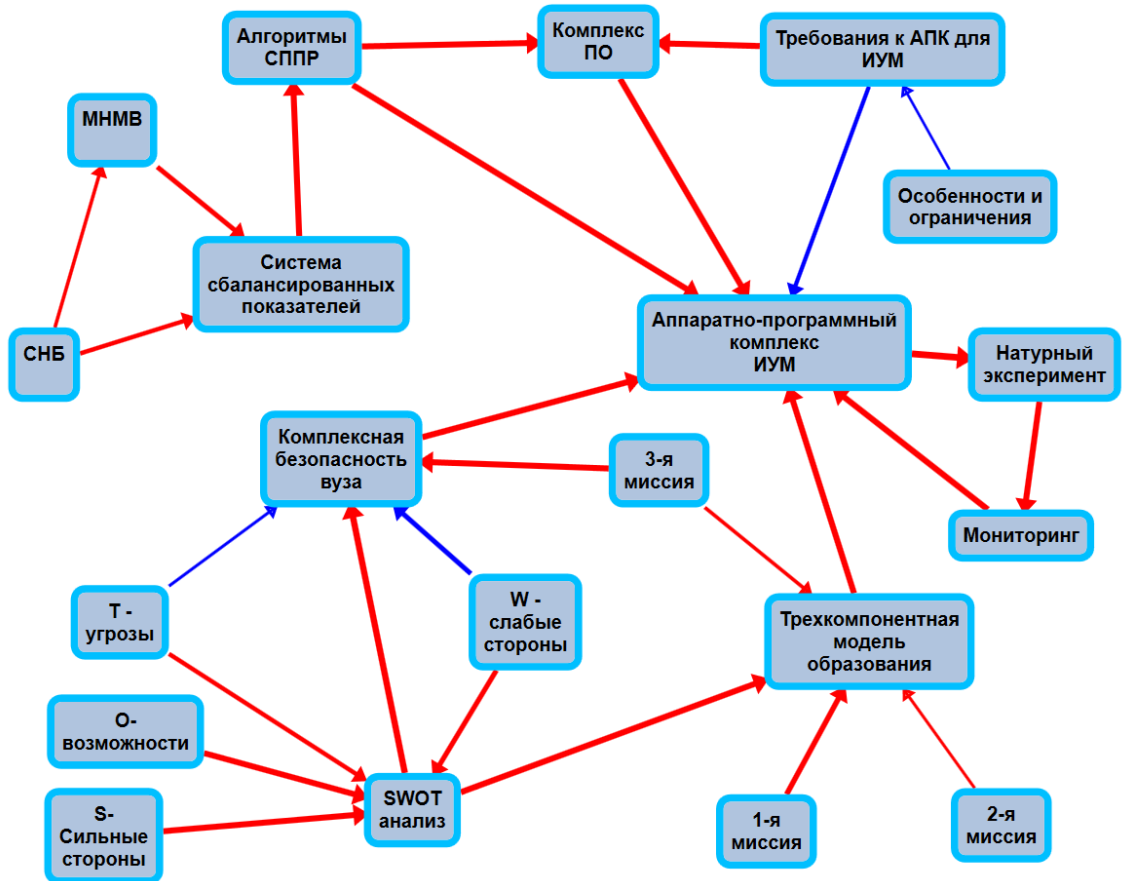 Алгоритмы
СППР
Комплекс
ПО
Требования к АПК для
ИУМ
МНМВ
Особенности и
ограничения
Система
сбалансированных
показателей
СНБ
Аппаратно-программный
комплекс
ИУМ
Натурный
эксперимент
Комплексная
безопасность
вуза
3-я
миссия
Мониторинг
T -
угрозы
W -
слабые
стороны
Трехкомпонентная
модель
образования
O-
возможности
S-
Сильные
стороны
SWOT
анализ
1-я
миссия
2-я
миссия